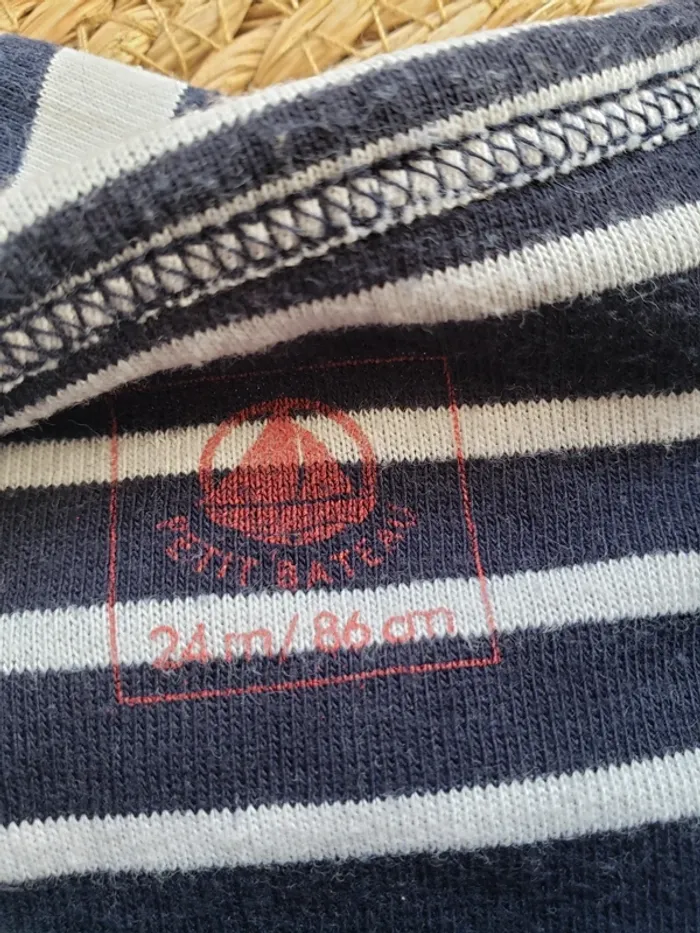 PETIT BATEAU
24 m / 86 cm